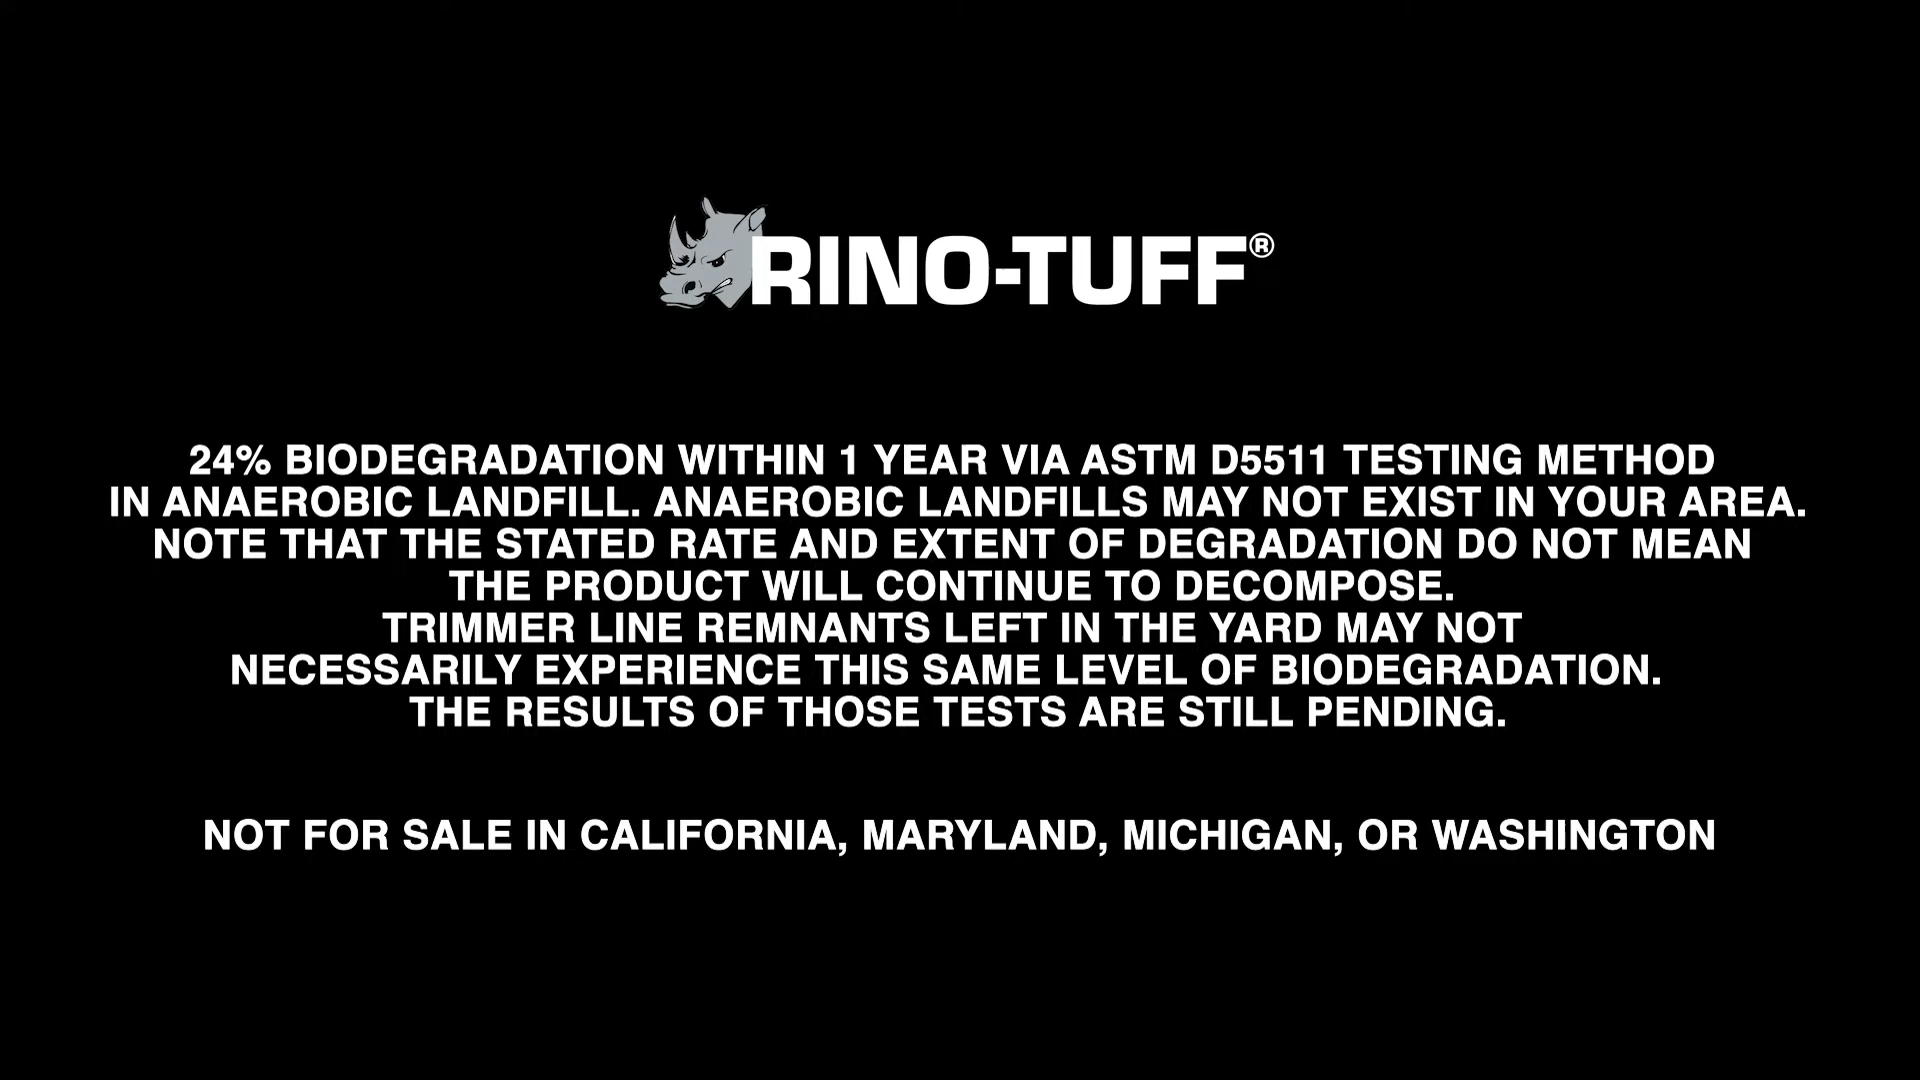 RINO-TUFF®
24% BIODEGRADATION WITHIN 1 YEAR VIA ASTM D5511 TESTING METHOD
IN ANAEROBIC LANDFILL. ANAEROBIC LANDFILLS MAY NOT EXIST IN YOUR AREA.
NOTE THAT THE STATED RATE AND EXTENT OF DEGRADATION DO NOT MEAN
THE PRODUCT WILL CONTINUE TO DECOMPOSE.
TRIMMER LINE REMNANTS LEFT IN THE YARD MAY NOT
NECESSARILY EXPERIENCE THIS SAME LEVEL OF BIODEGRADATION.
THE RESULTS OF THOSE TESTS ARE STILL PENDING.
NOT FOR SALE IN CALIFORNIA, MARYLAND, MICHIGAN, OR WASHINGTON